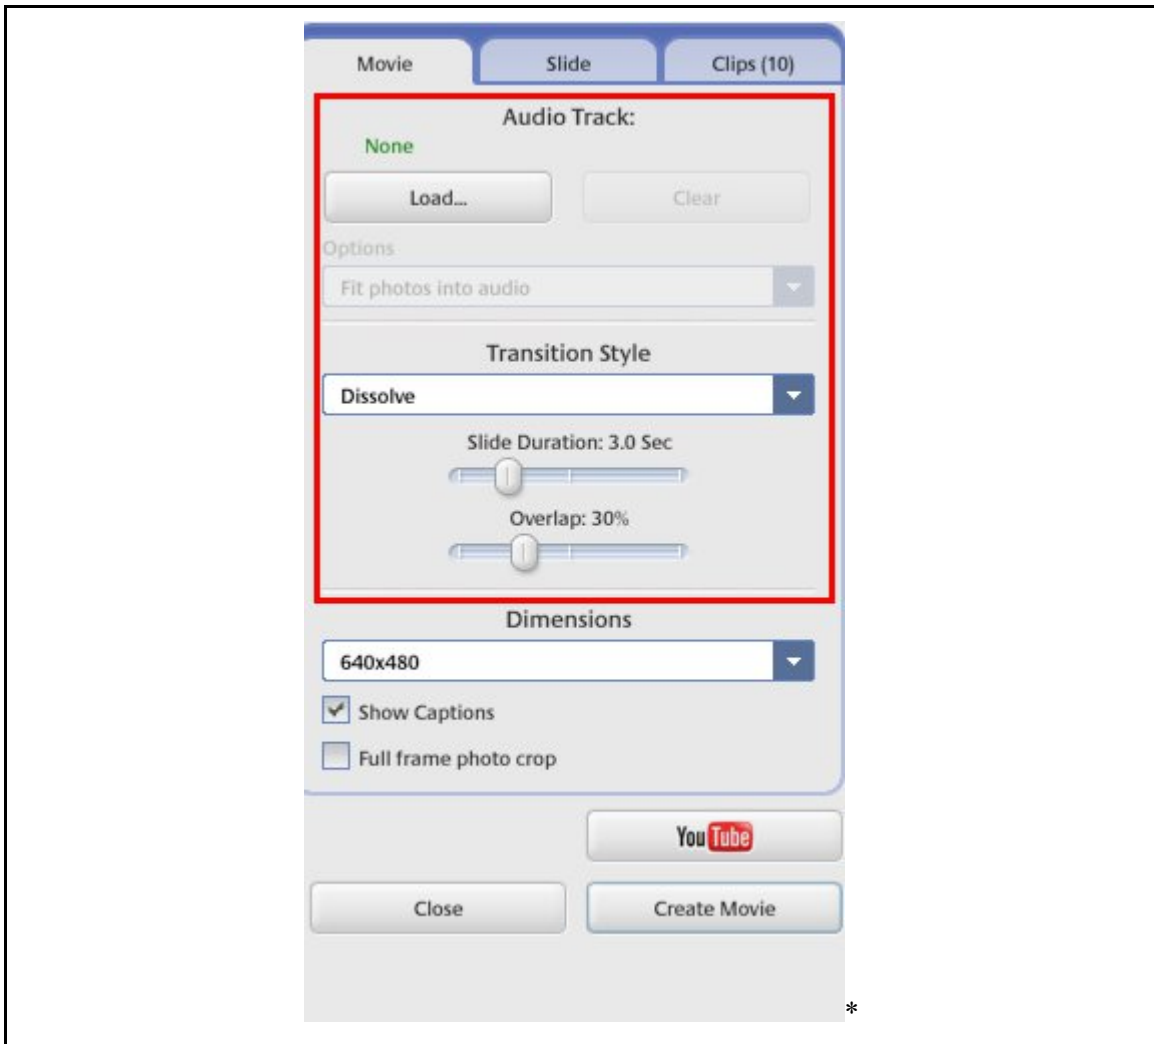 Movie Slide Clips (10)
Audio Track:
None
Load... Clear
Options
Fit photos into audio
Transition Style
Dissolve
Slide Duration: 3.0 Sec
Overlap: 30%
Dimensions
640x480
Show Captions
Full frame photo crop
YouTube
Close Create Movie
*